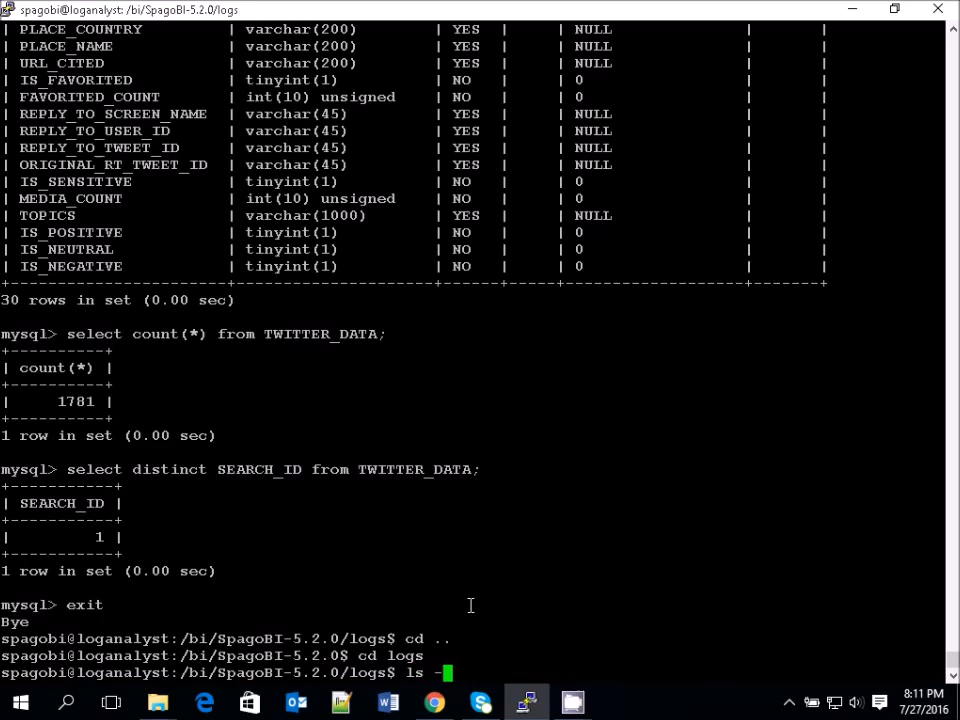 spagobi@loganalyst: /bi/SpagoBI-5.2.0/logs
| PLACE_COUNTRY | varchar(200) | YES | | NULL | |
| PLACE_NAME | varchar(200) | YES | | NULL | |
| URL_CITED | varchar(200) | YES | | NULL | |
| IS_FAVORITED | tinyint(1) | NO | | 0 | |
| FAVORITED_COUNT | int(10) unsigned | NO | | 0 | |
| REPLY_TO_SCREEN_NAME | varchar(45) | YES | | NULL | |
| REPLY_TO_USER_ID | varchar(45) | YES | | NULL | |
| REPLY_TO_TWEET_ID | varchar(45) | YES | | NULL | |
| ORIGINAL_RT_TWEET_ID | varchar(45) | YES | | NULL | |
| IS_SENSITIVE | tinyint(1) | NO | | 0 | |
| MEDIA_COUNT | int(10) unsigned | NO | | 0 | |
| TOPICS | varchar(1000) | YES | | NULL | |
| IS_POSITIVE | tinyint(1) | NO | | 0 | |
| IS_NEUTRAL | tinyint(1) | NO | | 0 | |
| IS_NEGATIVE | tinyint(1) | NO | | 0 | |
+-----------------------+----------------------+------+-----+-------------------+-------+
30 rows in set (0.00 sec)
mysql> select count(*) from TWITTER_DATA;
+----------+
| count(*) |
+----------+
| 1781 |
+----------+
1 row in set (0.00 sec)
mysql> select distinct SEARCH_ID from TWITTER_DATA;
+-----------+
| SEARCH_ID |
+-----------+
| 1 |
+-----------+
1 row in set (0.00 sec)
mysql> exit
Bye
spagobi@loganalyst:/bi/SpagoBI-5.2.0/logs$ cd ..
spagobi@loganalyst:/bi/SpagoBI-5.2.0$ cd logs
spagobi@loganalyst:/bi/SpagoBI-5.2.0/logs$ ls -
8:11 PM
7/27/2016